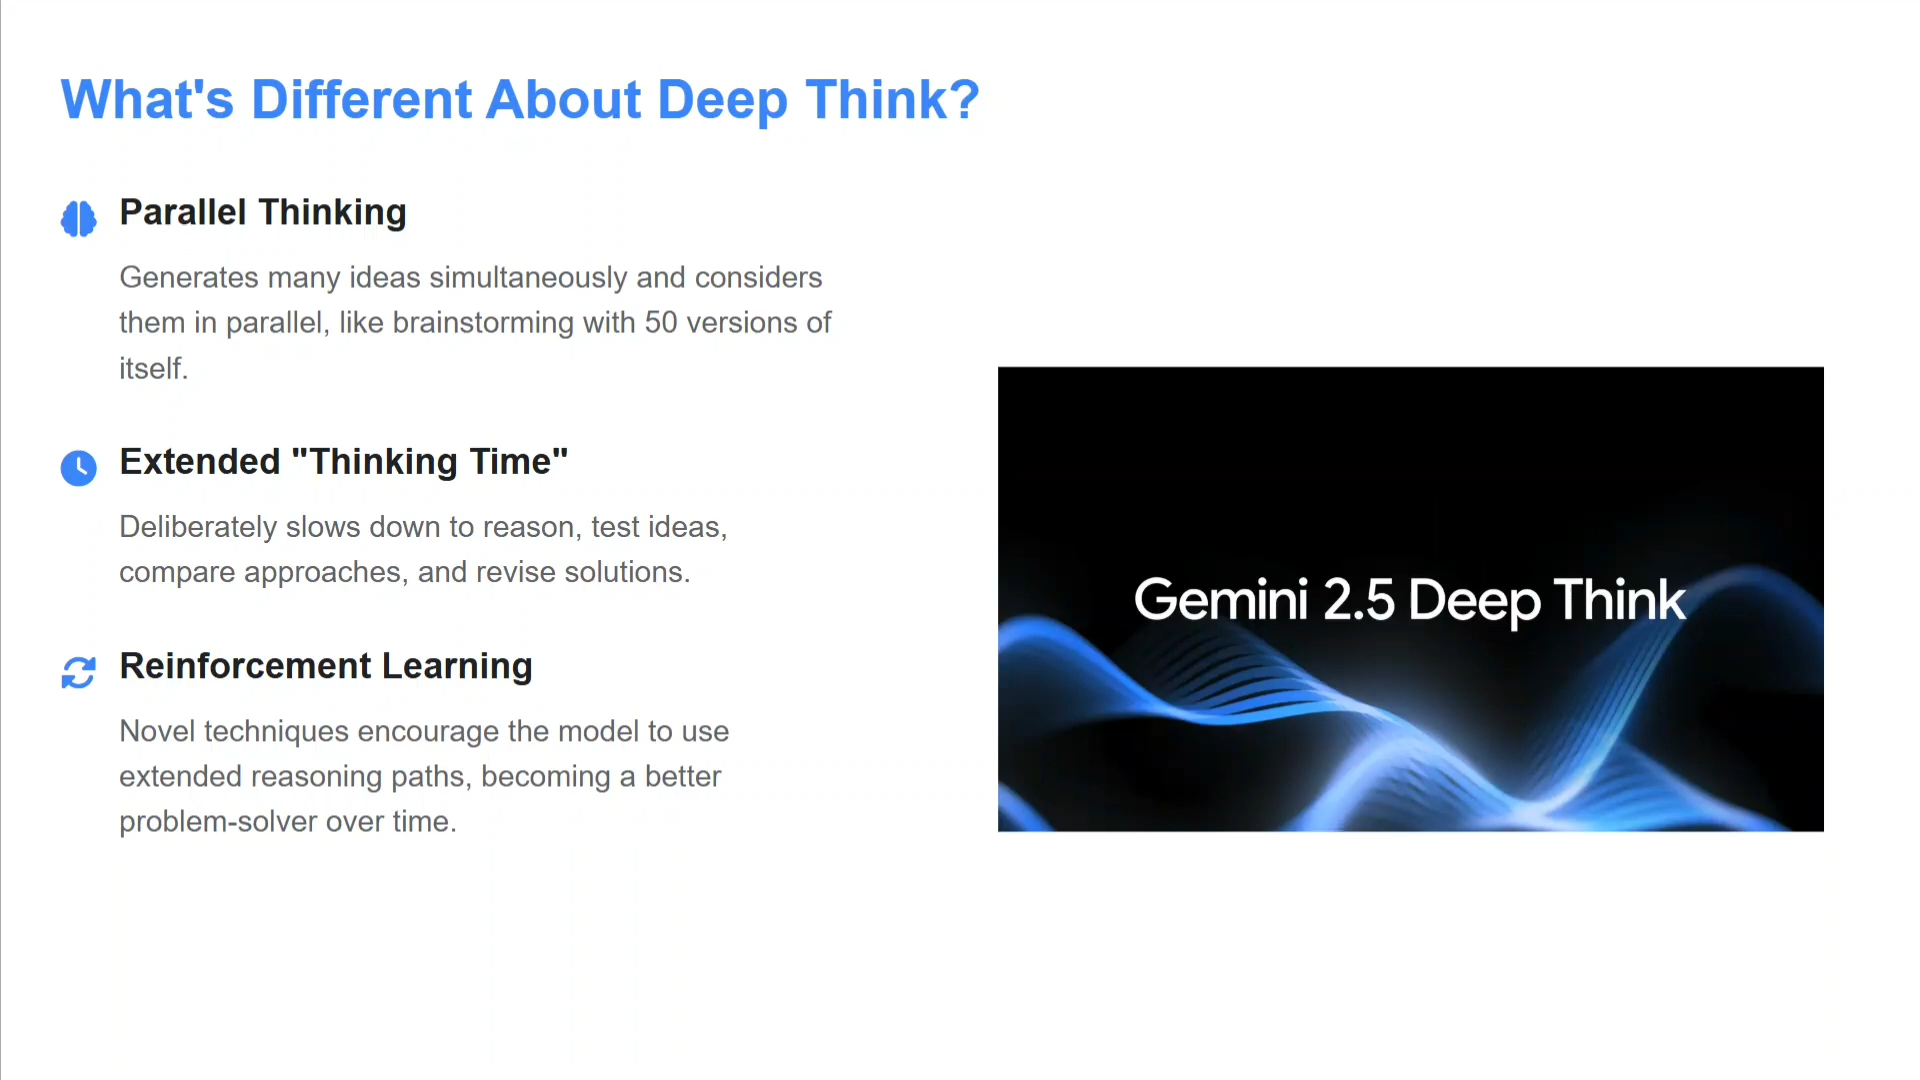 What's Different About Deep Think?
Parallel Thinking
Generates many ideas simultaneously and considers
them in parallel, like brainstorming with 50 versions of
itself.
Extended "Thinking Time"
Deliberately slows down to reason, test ideas,
compare approaches, and revise solutions.
Reinforcement Learning
Novel techniques encourage the model to use
extended reasoning paths, becoming a better
problem-solver over time.
Gemini 2.5 Deep Think